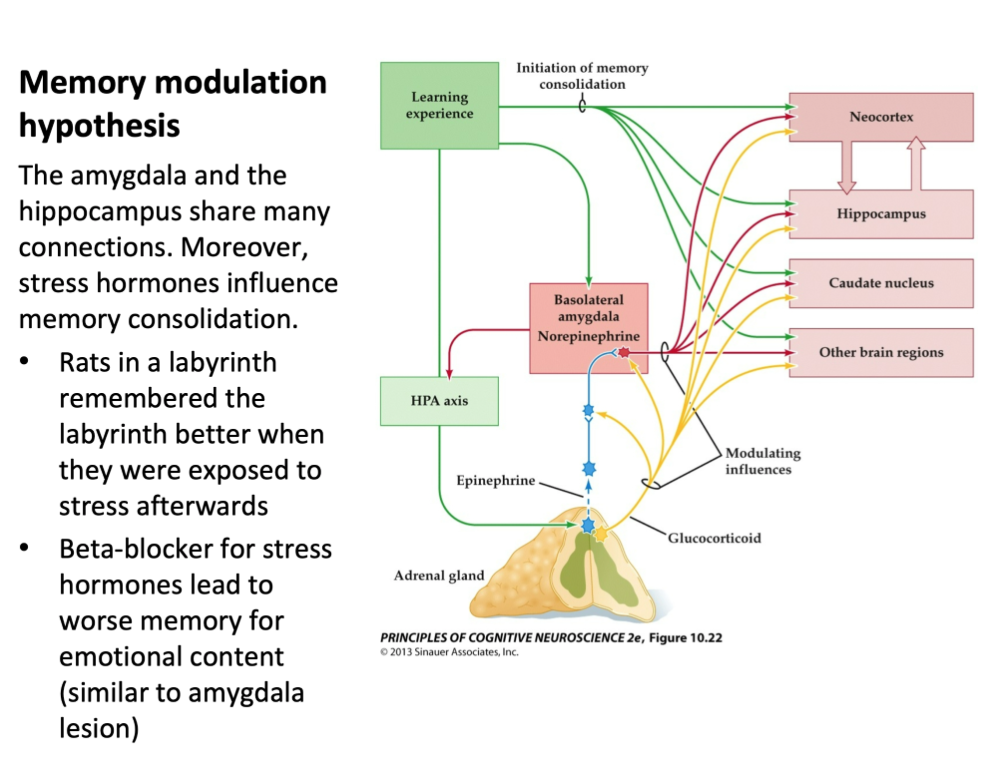 Memory modulation
hypothesis
The amygdala and the
hippocampus share many
connections. Moreover,
stress hormones influence
memory consolidation.
• Rats in a labyrinth
remembered the
labyrinth better when
they were exposed to
stress afterwards
• Beta-blocker for stress
hormones lead to
worse memory for
emotional content
(similar to amygdala
lesion)
Learning
experience
Initiation of memory
consolidation
Neocortex
Hippocampus
Caudate nucleus
Other brain regions
Basolateral
amygdala
Norepinephrine
HPA axis
Modulating
influences
Epinephrine
Glucocorticoid
Adrenal gland
PRINCIPLES OF COGNITIVE NEUROSCIENCE 2e, Figure 10.22
© 2013 Sinauer Associates, Inc.